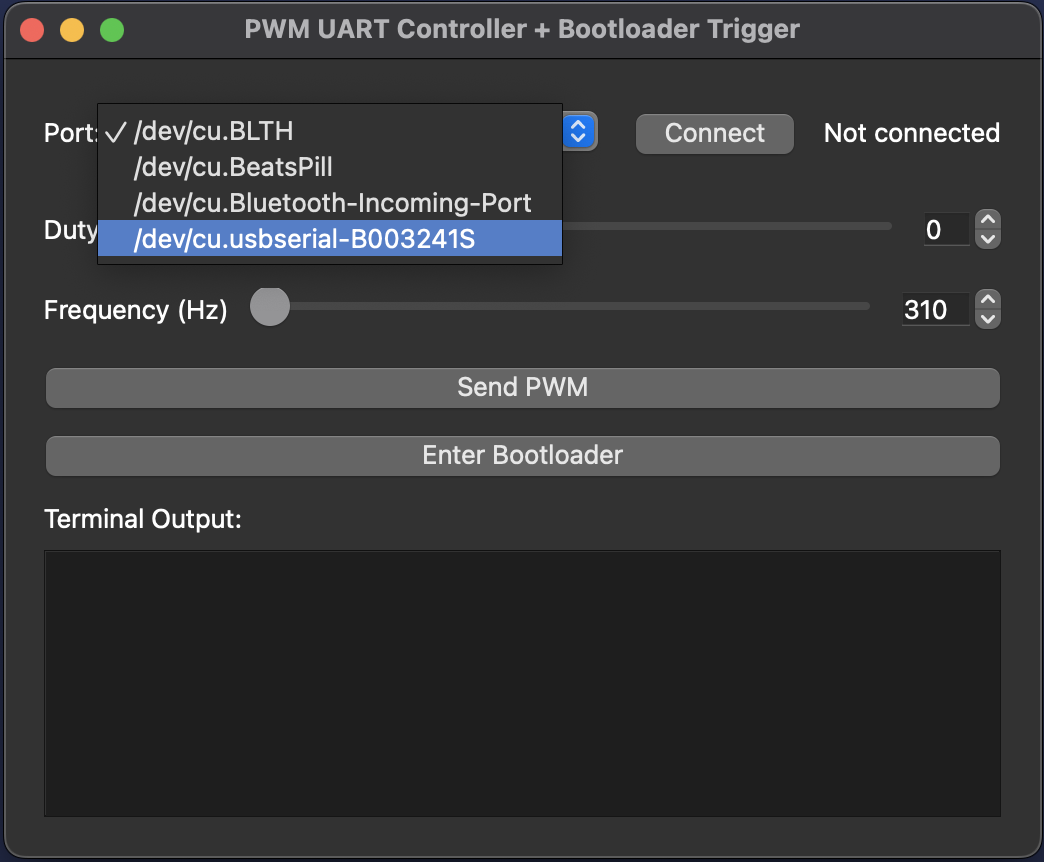 PWM UART Controller + Bootloader Trigger
Port: ✓ /dev/cu.BLTH Connect Not connected
/dev/cu.BeatsPill
/dev/cu.Bluetooth-Incoming-Port
Duty /dev/cu.usbserial-B003241S 0
Frequency (Hz) 310
Send PWM
Enter Bootloader
Terminal Output: